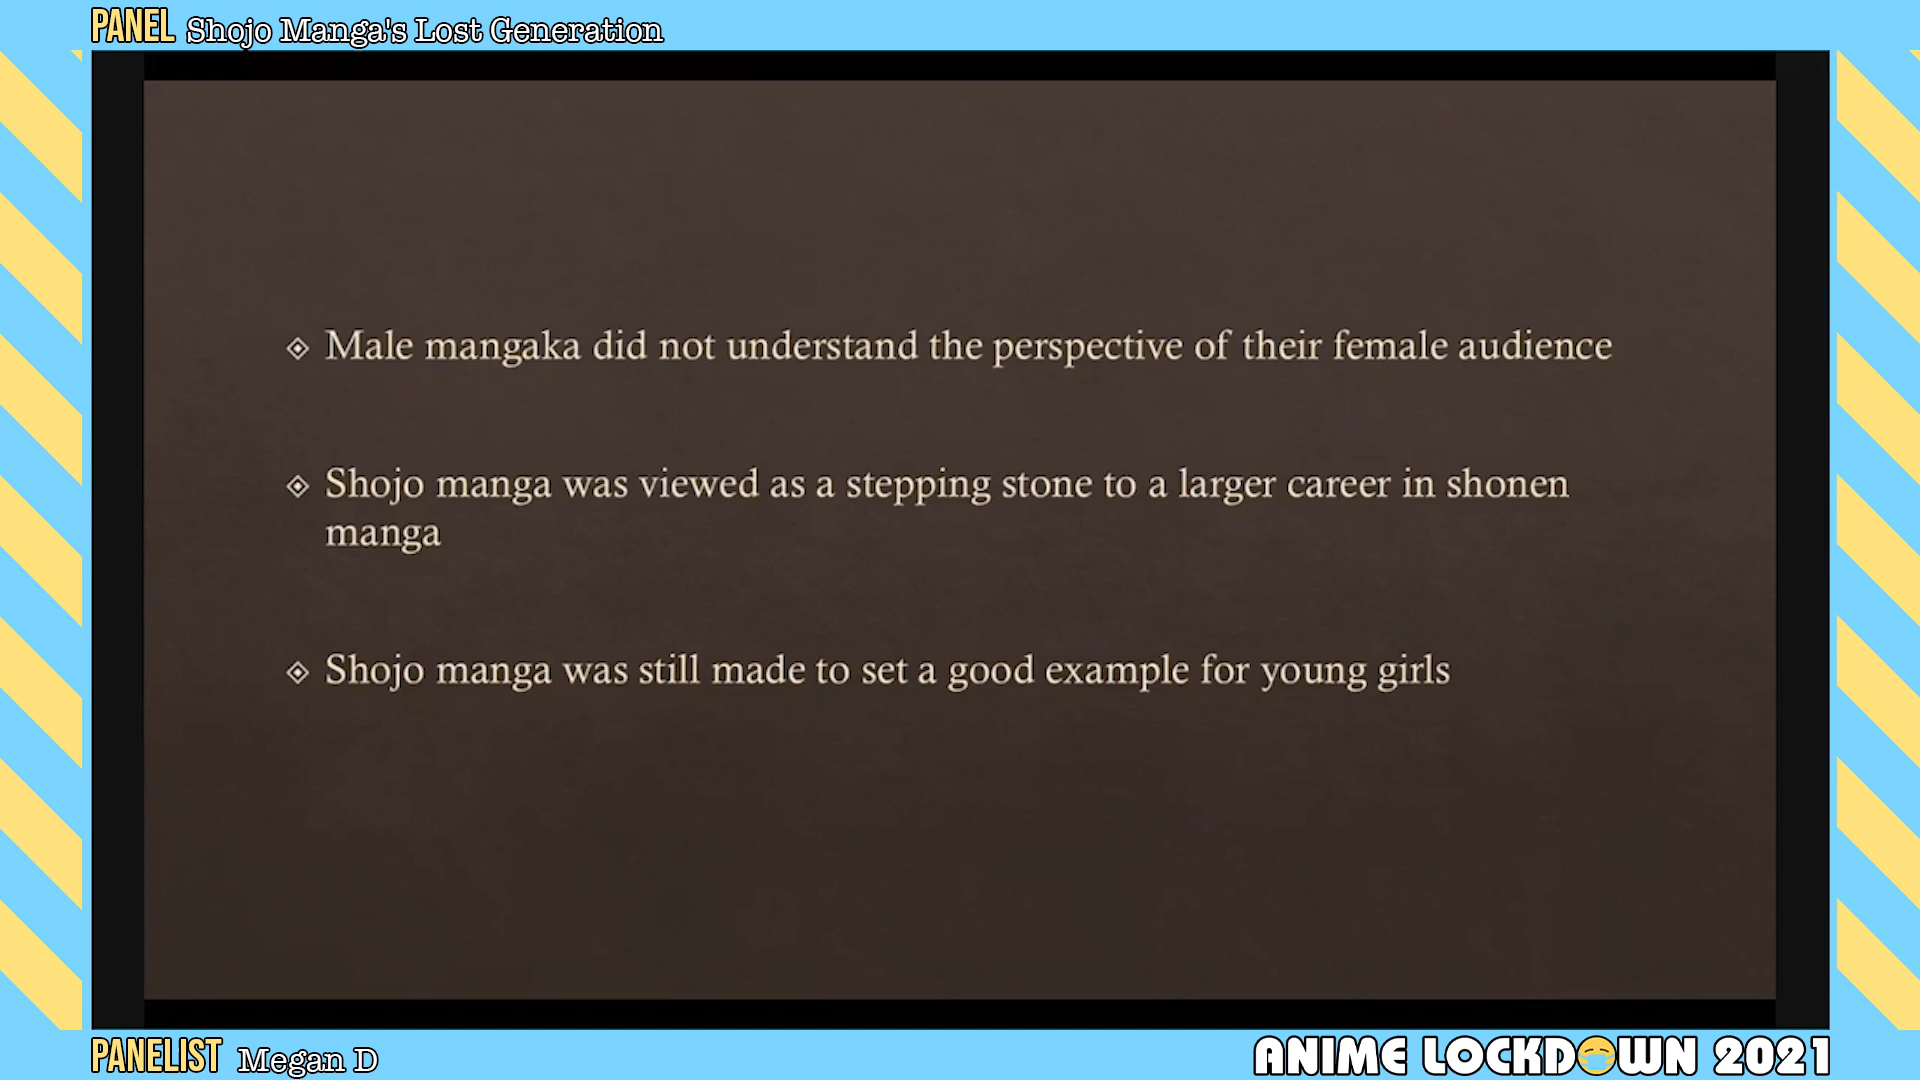 PANEL Shojo Manga's Lost Generation
Male mangaka did not understand the perspective of their female audience
Shojo manga was viewed as a stepping stone to a larger career in shonen
manga
Shojo manga was still made to set a good example for young girls
PANELIST Megan D
ANIME LOCKDOWN 2021